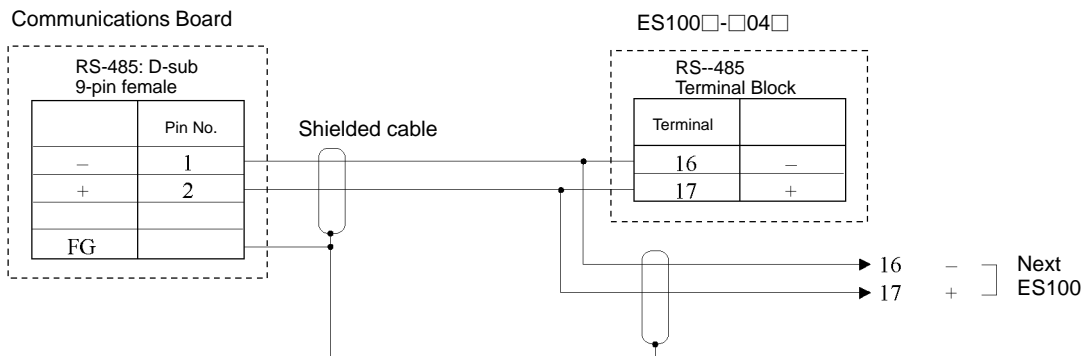 Communications Board
ES100□-□04□
RS-485: D-sub
9-pin female
RS--485
Terminal Block
Pin No.
Shielded cable
Terminal
– 1
16 –
+ 2
17 +
FG
16 – Next
17 + ES100